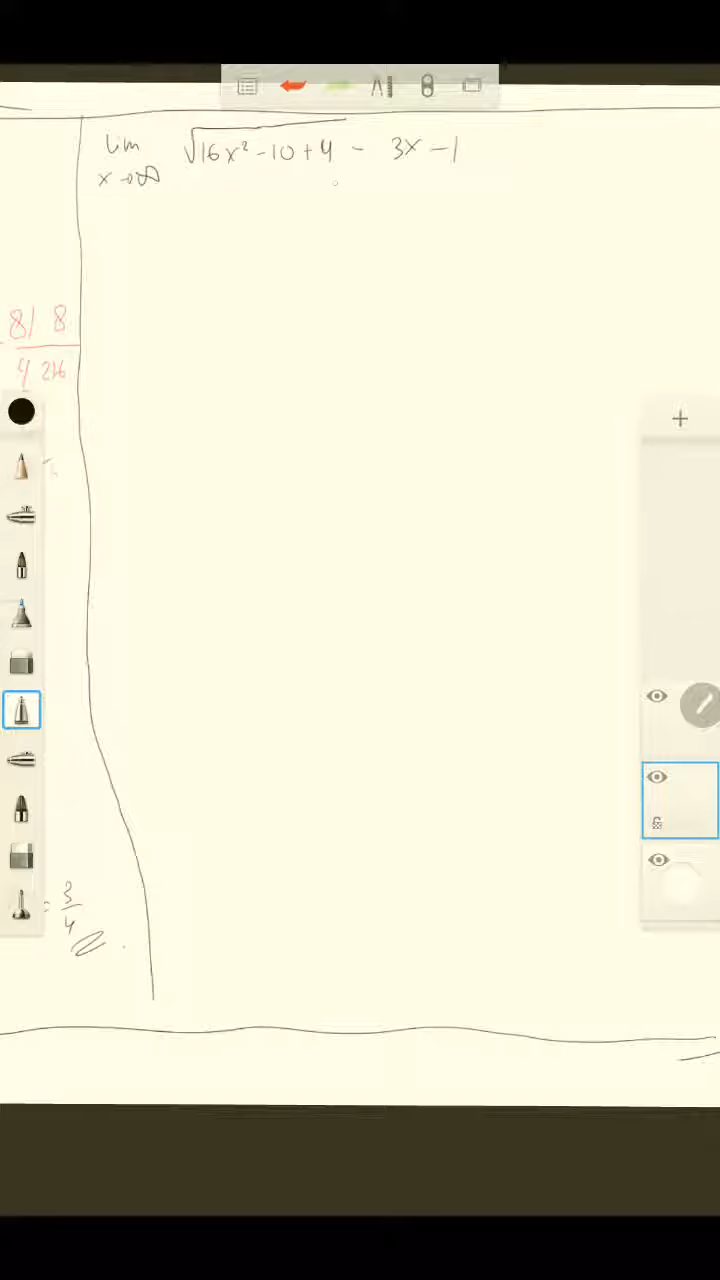 lim √16x² - 10 + 4 - 3x - 1
x→∞
8/ 8
4 216
= 3/4